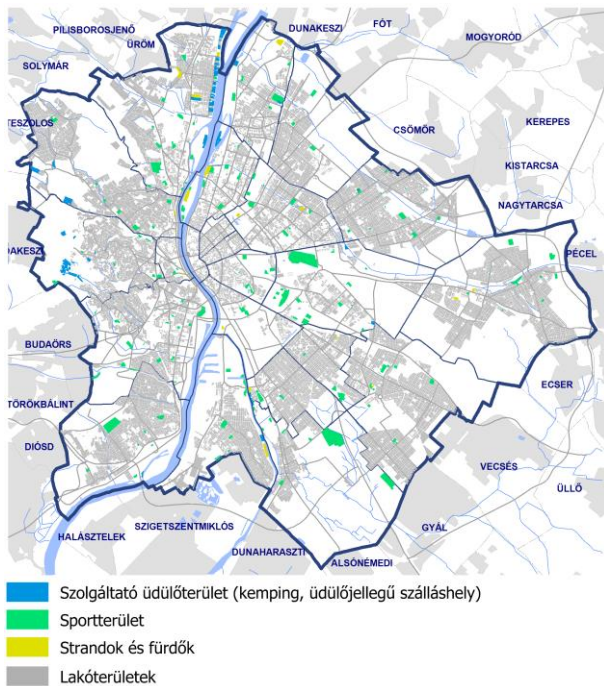 PILISBOROSJENŐ
ÜRÖM
SOLYMÁR
DUNAKESZI
FÓT
MOGYORÓD
CSÖMÖR
KEREPES
KISTARCSA
NAGYTARCSA
TESZOLOS
DAKESZI
PÉCEL
BUDAÖRS
TÖRÖKBÁLINT
DIÓSD
ECSER
VECSÉS
ÜLLŐ
GYÁL
HALÁSZTELEK
SZIGETSZENTMIKLÓS
DUNAHARASZTI
ALSÓNÉMEDI
Szolgáltató üdülőterület (kemping, üdülőjellegű szálláshely)
Sportterület
Strandok és fürdők
Lakóterületek